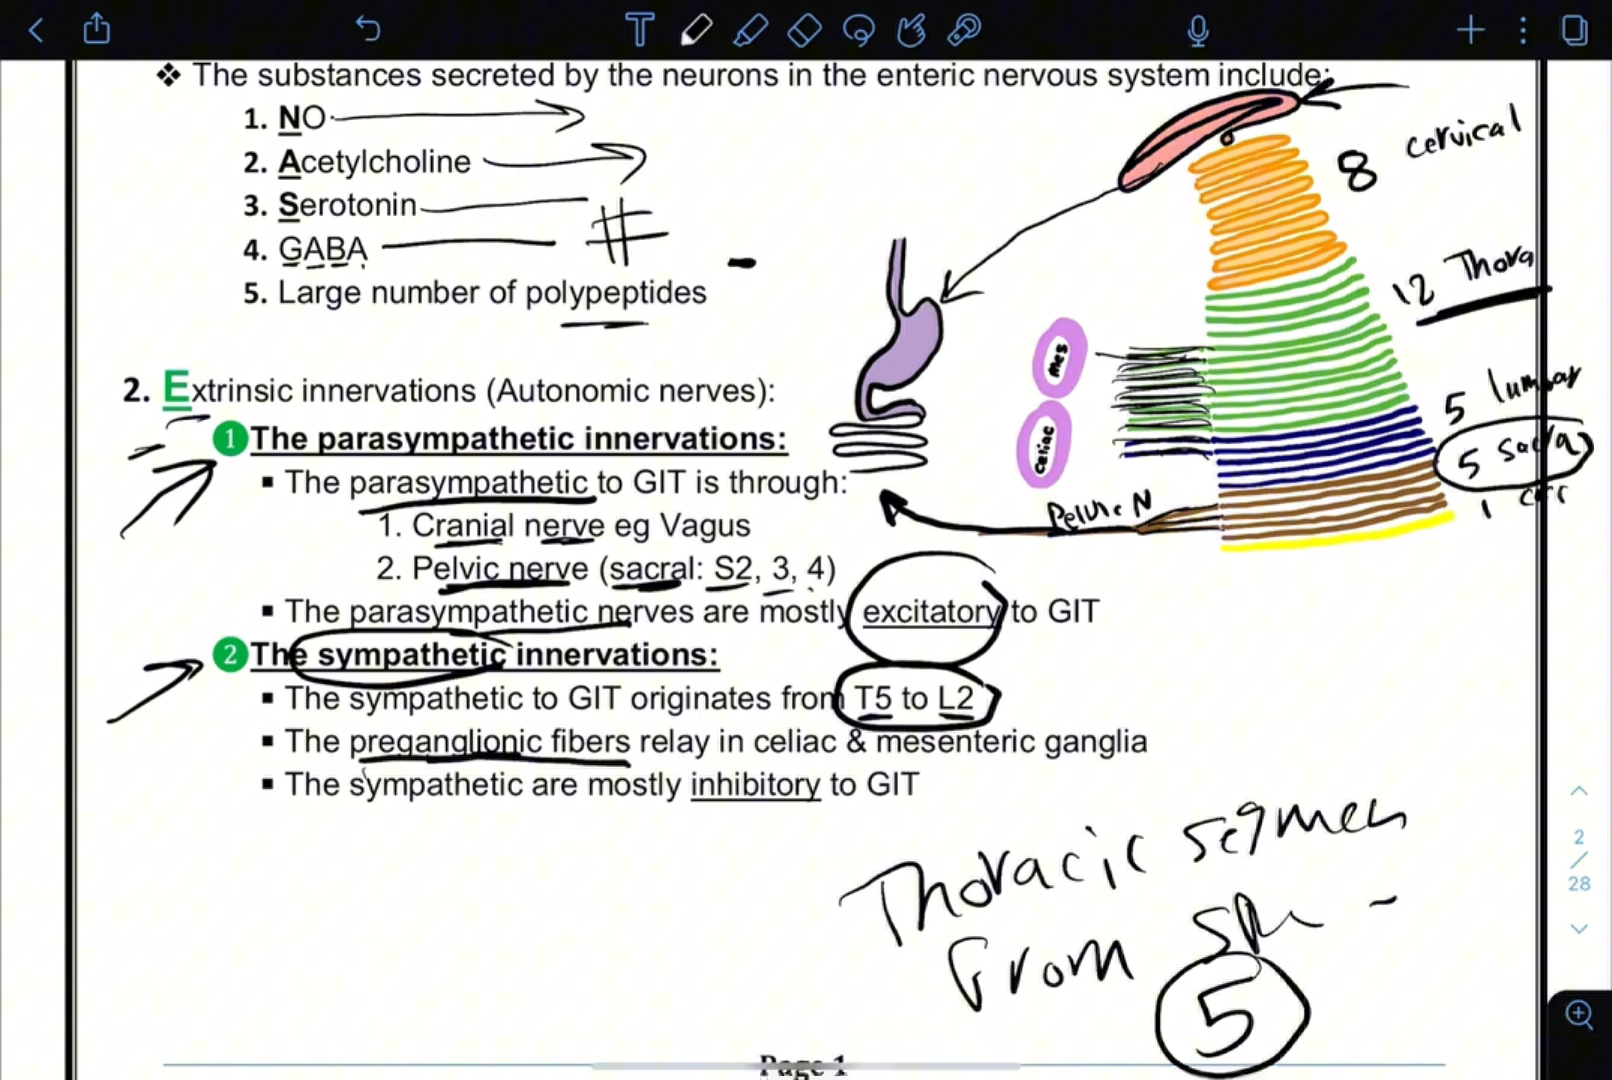 ❖ The substances secreted by the neurons in the enteric nervous system include:
1. NO
2. Acetylcholine
3. Serotonin
4. GABA
5. Large number of polypeptides
8 cervical
12 Thora
5 lumbar
5 sacra
1
Mes
Celiac
Pelvic N
2. Extrinsic innervations (Autonomic nerves):
1 The parasympathetic innervations:
▪ The parasympathetic to GIT is through:
1. Cranial nerve eg Vagus
2. Pelvic nerve (sacral: S2, 3, 4)
▪ The parasympathetic nerves are mostly excitatory to GIT
2 The sympathetic innervations:
▪ The sympathetic to GIT originates from T5 to L2
▪ The preganglionic fibers relay in celiac & mesenteric ganglia
▪ The sympathetic are mostly inhibitory to GIT
Thoracic segmen
From
5
2
/
28
Page 1